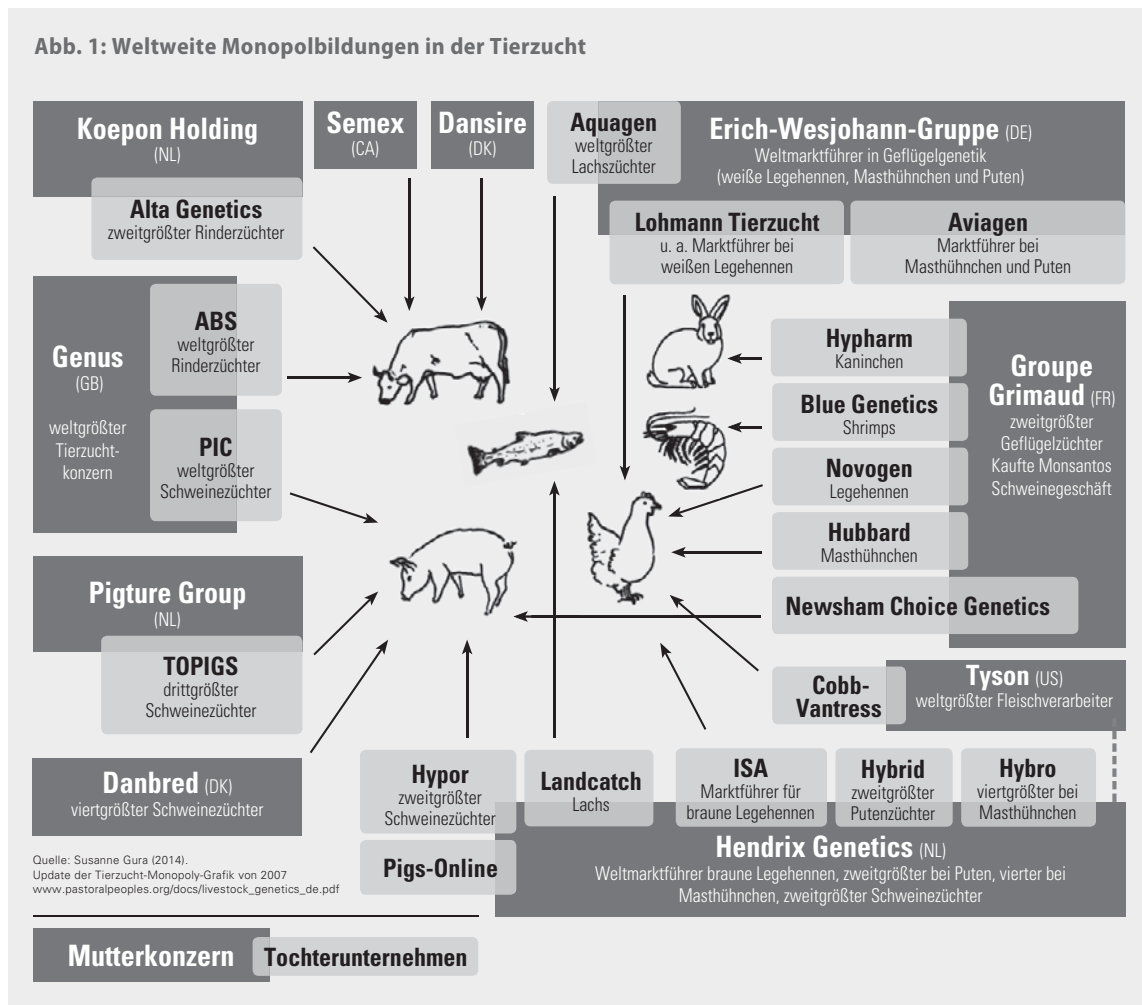 Abb. 1: Weltweite Monopolbildungen in der Tierzucht
Koepon Holding
(NL)
Alta Genetics
zweitgrößter Rinderzüchter
Semex
(CA)
Dansire
(DK)
Aquagen
weltgrößter
Lachszüchter
Erich-Wesjohann-Gruppe (DE)
Weltmarktführer in Geflügelgenetik
(weiße Legehennen, Masthühnchen und Puten)
Lohmann Tierzucht
u. a. Marktführer bei
weißen Legehennen
Aviagen
Marktführer bei
Masthühnchen und Puten
Genus
(GB)
weltgrößter
Tierzucht-
konzern
ABS
weltgrößter
Rinderzüchter
PIC
weltgrößter
Schweinezüchter
Hypharm
Kaninchen
Blue Genetics
Shrimps
Novogen
Legehennen
Hubbard
Masthühnchen
Newsham Choice Genetics
Groupe
Grimaud (FR)
zweitgrößter
Geflügelzüchter
Kaufte Monsantos
Schweinegeschäft
Pigture Group
(NL)
TOPIGS
drittgrößter
Schweinezüchter
Cobb-
Vantress
Tyson (US)
weltgrößter Fleischverarbeiter
Danbred (DK)
viertgrößter Schweinezüchter
Hypor
zweitgrößter
Schweinezüchter
Pigs-Online
Landcatch
Lachs
ISA
Marktführer für
braune Legehennen
Hybrid
zweitgrößter
Putenzüchter
Hybro
viertgrößter bei
Masthühnchen
Hendrix Genetics (NL)
Weltmarktführer braune Legehennen, zweitgrößter bei Puten, vierter bei
Masthühnchen, zweitgrößter Schweinezüchter
Quelle: Susanne Gura (2014).
Update der Tierzucht-Monopoly-Grafik von 2007
www.pastoralpeoples.org/docs/livestock_genetics_de.pdf
Mutterkonzern
Tochterunternehmen